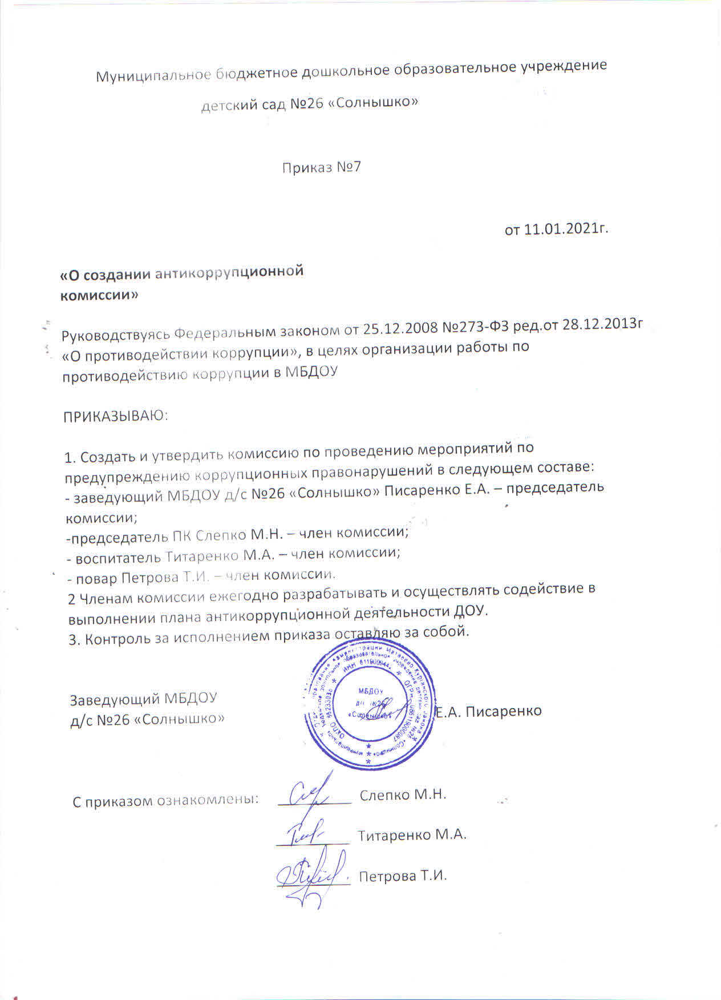 Муниципальное бюджетное дошкольное образовательное учреждение
детский сад №26 «Солнышко»
Приказ №7
от 11.01.2021г.
«О создании антикоррупционной
комиссии»
Руководствуясь Федеральным законом от 25.12.2008 №273-ФЗ ред.от 28.12.2013г
«О противодействии коррупции», в целях организации работы по
противодействию коррупции в МБДОУ
ПРИКАЗЫВАЮ:
1. Создать и утвердить комиссию по проведению мероприятий по
предупреждению коррупционных правонарушений в следующем составе:
- заведующий МБДОУ д/с №26 «Солнышко» Писаренко Е.А. – председатель
комиссии;
-председатель ПК Слепко М.Н. – член комиссии;
- воспитатель Титаренко М.А. – член комиссии;
- повар Петрова Т.И. – член комиссии.
2 Членам комиссии ежегодно разрабатывать и осуществлять содействие в
выполнении плана антикоррупционной деятельности ДОУ.
3. Контроль за исполнением приказа оставляю за собой.
МБДОУ
№26
«Солнышко»
Заведующий МБДОУ
д/с №26 «Солнышко» Е.А. Писаренко
С приказом ознакомлены: Слепко М.Н.
Титаренко М.А.
Петрова Т.И.